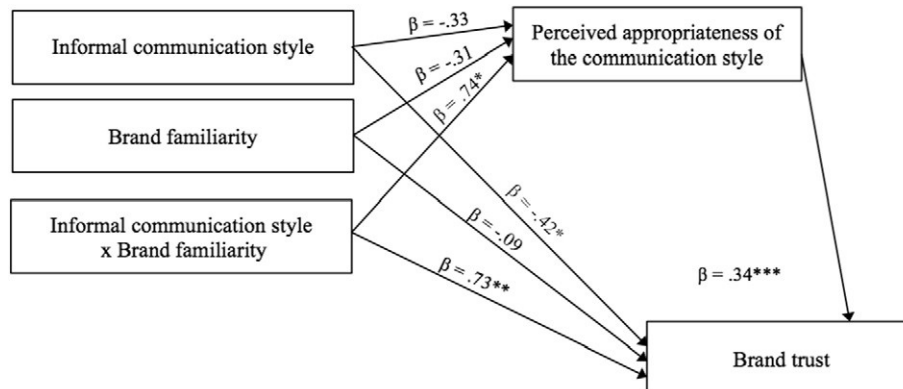 Informal communication style
Brand familiarity
Informal communication style
x Brand familiarity
β = -.33
β = -.31
β = .74*
Perceived appropriateness of
the communication style
β = -.42*
β = -.09
β = .73**
β = .34***
Brand trust